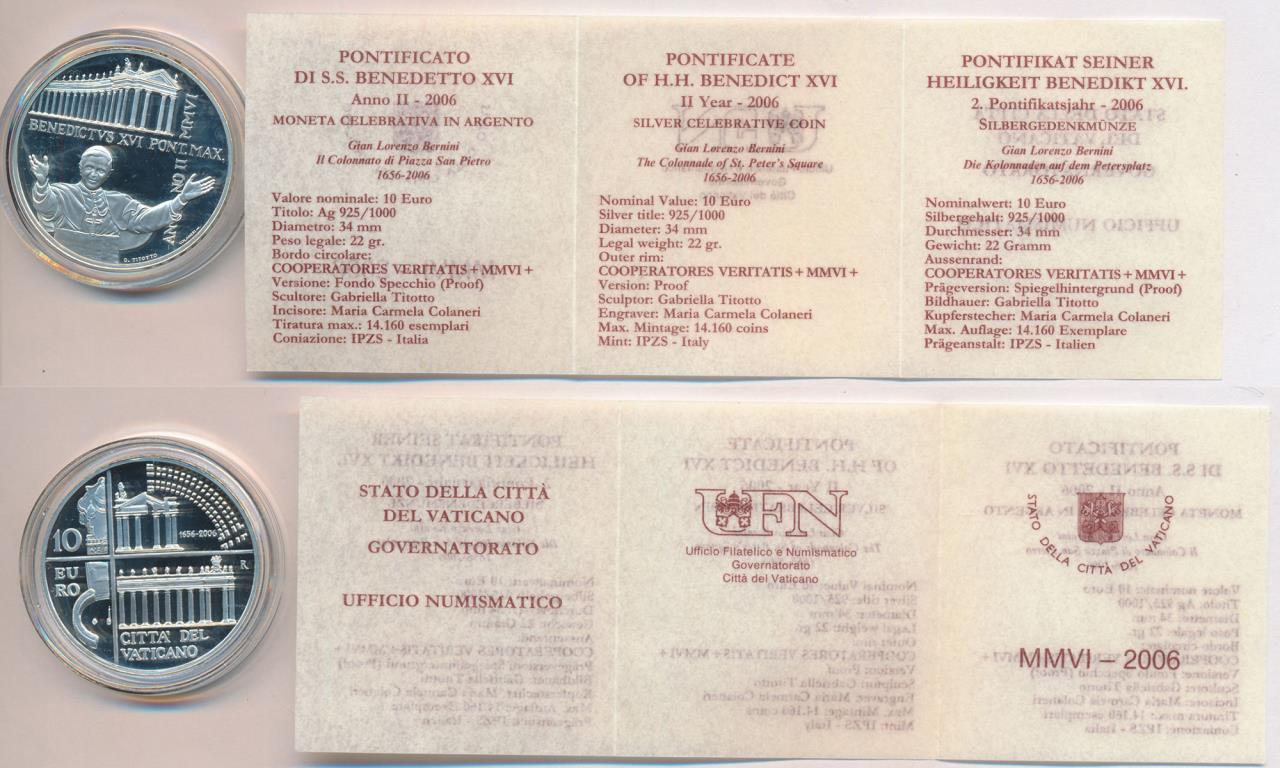 BENEDICTVS XVI PONT. MAX.
ANNO II MMVI
G. TITOTTO
PONTIFICATO
DI S.S. BENEDETTO XVI
Anno II - 2006
MONETA CELEBRATIVA IN ARGENTO
Gian Lorenzo Bernini
Il Colonnato di Piazza San Pietro
1656-2006
Valore nominale: 10 Euro
Titolo: Ag 925/1000
Diametro: 34 mm
Peso legale: 22 gr.
Bordo circolare:
COOPERATORES VERITATIS + MMVI +
Versione: Fondo Specchio (Proof)
Scultore: Gabriella Titotto
Incisore: Maria Carmela Colaneri
Tiratura max.: 14.160 esemplari
Coniazione: IPZS - Italia
PONTIFICATE
OF H.H. BENEDICT XVI
II Year - 2006
SILVER CELEBRATIVE COIN
Gian Lorenzo Bernini
The Colonnade of St. Peter's Square
1656-2006
Nominal Value: 10 Euro
Silver title: 925/1000
Diameter: 34 mm
Legal weight: 22 gr.
Outer rim:
COOPERATORES VERITATIS + MMVI +
Version: Proof
Sculptor: Gabriella Titotto
Engraver: Maria Carmela Colaneri
Max. Mintage: 14.160 coins
Mint: IPZS - Italy
PONTIFIKAT SEINER
HEILIGKEIT BENEDIKT XVI.
2. Pontifikatsjahr - 2006
SILBERGEDENKMÜNZE
Gian Lorenzo Bernini
Die Kolonnaden auf dem Petersplatz
1656-2006
Nominalwert: 10 Euro
Silbergehalt: 925/1000
Durchmesser: 34 mm
Gewicht: 22 Gramm
Aussenrand:
COOPERATORES VERITATIS + MMVI +
Prägeversion: Spiegelhintergrund (Proof)
Bildhauer: Gabriella Titotto
Kupferstecher: Maria Carmela Colaneri
Max. Auflage: 14.160 Exemplare
Prägeanstalt: IPZS - Italien
10
EURO
1656-2006
R
CITTÀ DEL
VATICANO
STATO DELLA CITTÀ
DEL VATICANO
GOVERNATORATO
UFFICIO NUMISMATICO
UFN
Ufficio Filatelico e Numismatico
Governatorato
Città del Vaticano
STATO DELLA CITTÀ DEL VATICANO
MMVI – 2006